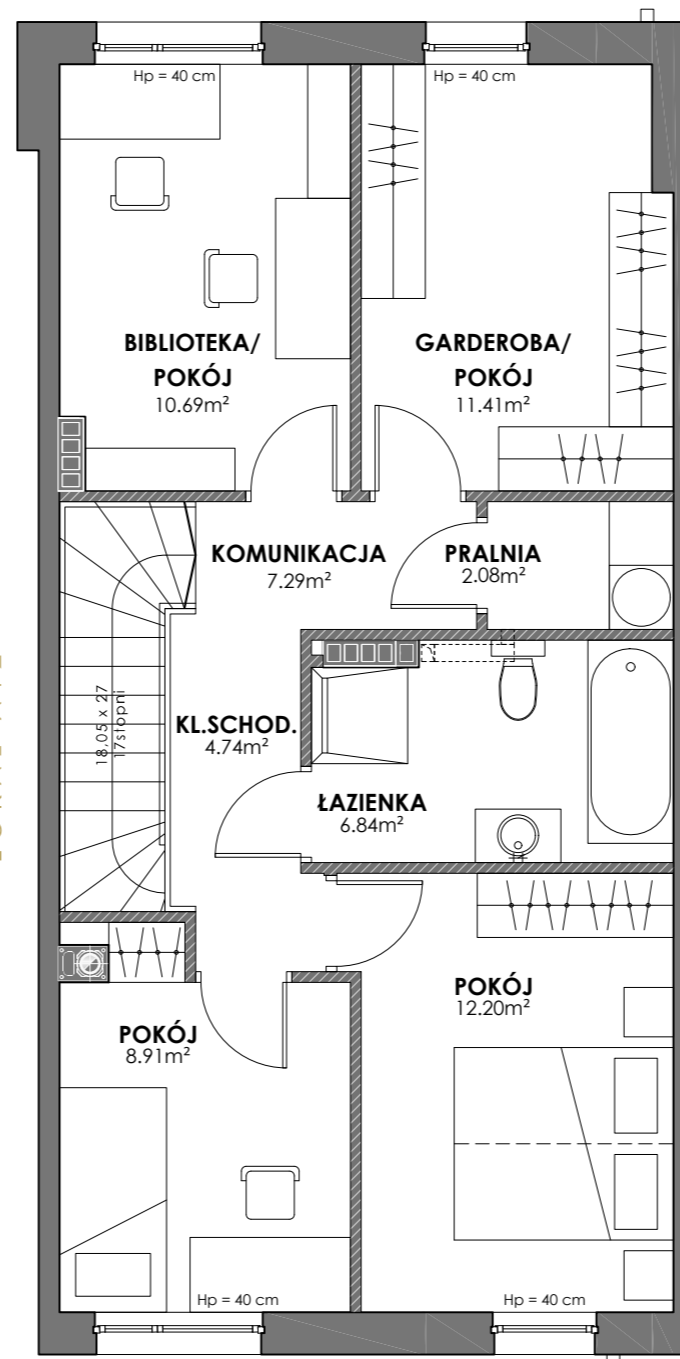 Hp = 40 cm
Hp = 40 cm
BIBLIOTEKA/
POKÓJ
10.69m²
GARDEROBA/
POKÓJ
11.41m²
KOMUNIKACJA
7.29m²
PRALNIA
2.08m²
18,05 x 27
17stopni
KL.SCHOD.
4.74m²
ŁAZIENKA
6.84m²
POKÓJ
12.20m²
POKÓJ
8.91m²
Hp = 40 cm
Hp = 40 cm